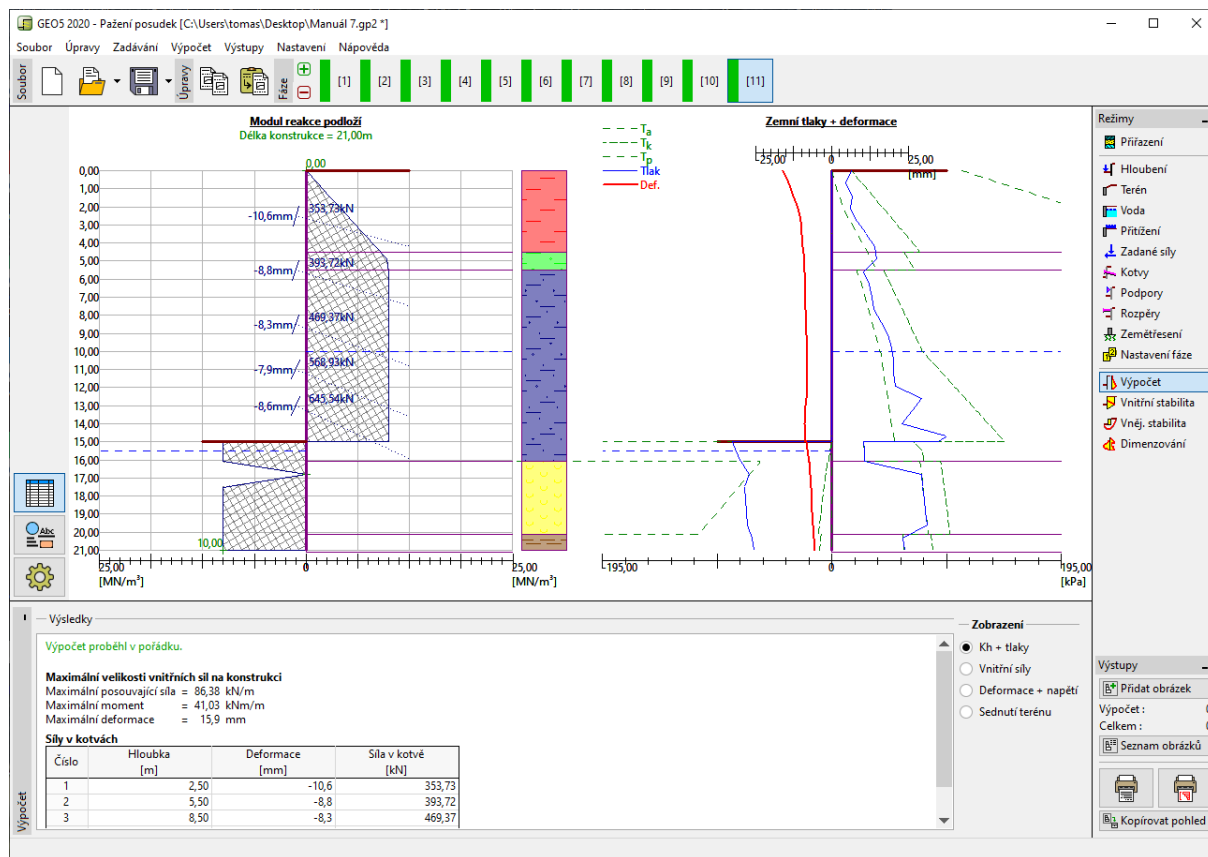 GEO5 2020 - Pažení posudek [C:\Users\tomas\Desktop\Manuál 7.gp2 *]
Soubor Úpravy Zadávání Výpočet Výstupy Nastavení Nápověda
Soubor
Úpravy
Fáze
[1] [2] [3] [4] [5] [6] [7] [8] [9] [10] [11]
Modul reakce podloží
Délka konstrukce = 21,00m
0,00
0,00
1,00
2,00
3,00
4,00
5,00
6,00
7,00
8,00
9,00
10,00
11,00
12,00
13,00
14,00
15,00
16,00
17,00
18,00
19,00
20,00
21,00
-10,6mm 353,73kN
-8,8mm 393,72kN
-8,3mm 469,37kN
-7,9mm 568,93kN
-8,6mm 645,54kN
10,00
25,00 0 25,00
[MN/m³] [MN/m³]
Ta
Tk
Tp
Tlak
Def.
Zemní tlaky + deformace
-25,00 0 25,00
[mm]
-195,00 0 195,00
[kPa]
Režimy
Přiřazení
Hloubení
Terén
Voda
Přitížení
Zadané síly
Kotvy
Podpory
Rozpěry
Zemětřesení
Nastavení fáze
Výpočet
Vnitřní stabilita
Vněj. stabilita
Dimenzování
Abc
Výpočet
Výsledky
Výpočet proběhl v pořádku.
Maximální velikosti vnitřních sil na konstrukci
Maximální posouvající síla = 86,38 kN/m
Maximální moment = 41,03 kNm/m
Maximální deformace = 15,9 mm
Síly v kotvách
Číslo Hloubka Deformace Síla v kotvě
[m] [mm] [kN]
1 2,50 -10,6 353,73
2 5,50 -8,8 393,72
3 8,50 -8,3 469,37
Zobrazení
Kh + tlaky
Vnitřní síly
Deformace + napětí
Sednutí terénu
Výstupy
Přidat obrázek
Výpočet :
Celkem :
Seznam obrázků
Kopírovat pohled